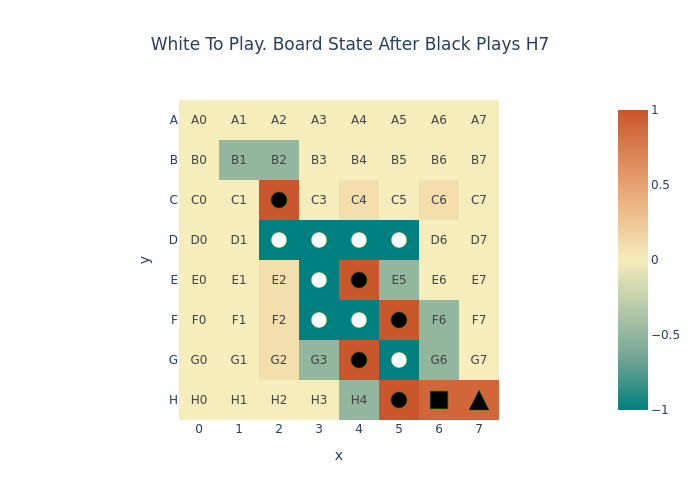 White To Play. Board State After Black Plays H7
A A0 A1 A2 A3 A4 A5 A6 A7
B B0 B1 B2 B3 B4 B5 B6 B7
C C0 C1 C3 C4 C5 C6 C7
D D0 D1 D6 D7
E E0 E1 E2 E5 E6 E7
F F0 F1 F2 F6 F7
G G0 G1 G2 G3 G6 G7
H H0 H1 H2 H3 H4
0 1 2 3 4 5 6 7
x
y
1
0.5
0
−0.5
−1